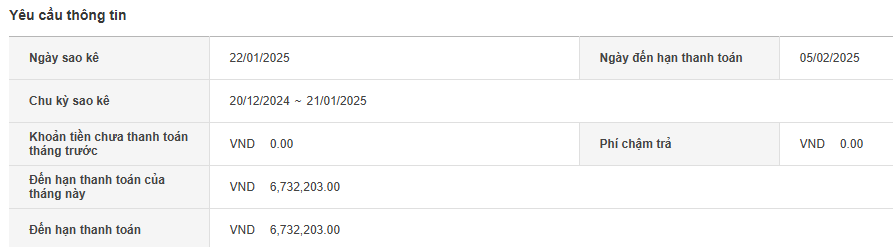 Yêu cầu thông tin
Ngày sao kê 22/01/2025 Ngày đến hạn thanh toán 05/02/2025
Chu kỳ sao kê 20/12/2024 ~ 21/01/2025
Khoản tiền chưa thanh toán
tháng trước VND 0.00 Phí chậm trả VND 0.00
Đến hạn thanh toán của
tháng này VND 6,732,203.00
Đến hạn thanh toán VND 6,732,203.00